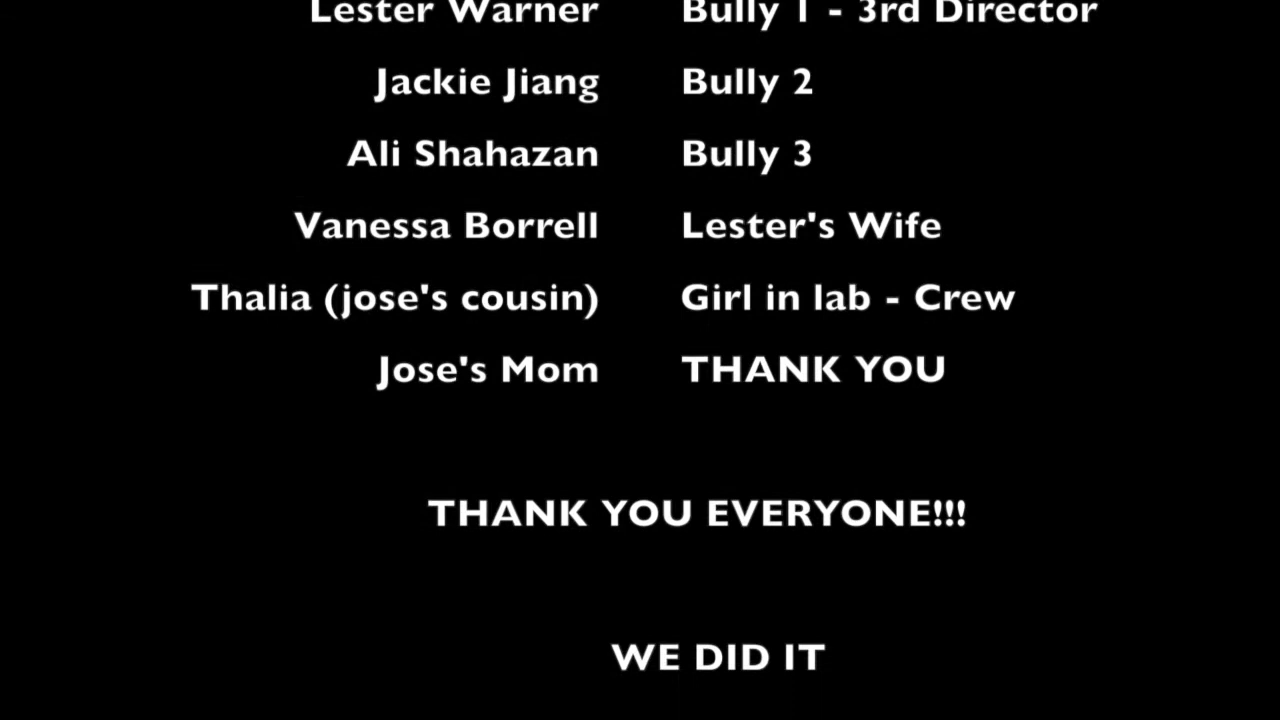 Lester Warner Bully 1 - 3rd Director
Jackie Jiang Bully 2
Ali Shahazan Bully 3
Vanessa Borrell Lester's Wife
Thalia (jose's cousin) Girl in lab - Crew
Jose's Mom THANK YOU
THANK YOU EVERYONE!!!
WE DID IT